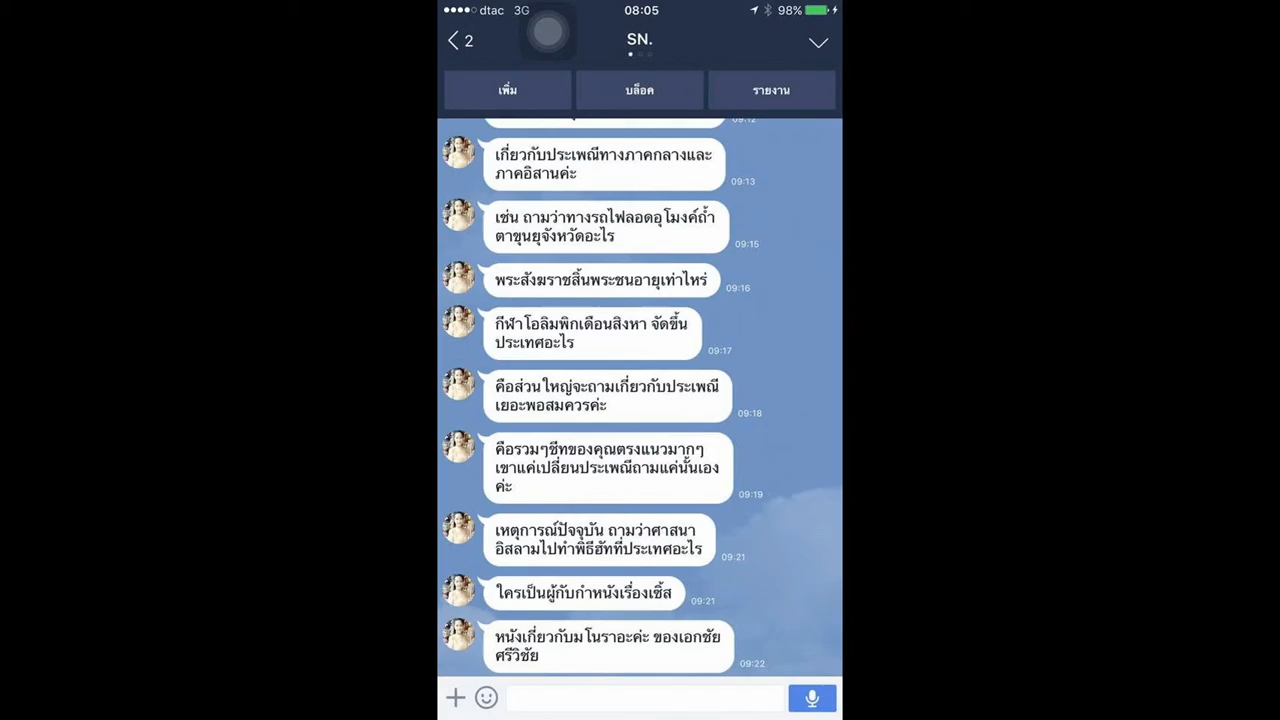 dtac 3G 08:05 98%
2 SN.
เพิ่ม บล็อค รายงาน
09:12
เกี่ยวกับประเพณีทางภาคกลางและ
ภาคอิสานค่ะ
09:13
เช่น ถามว่าทางรถไฟลอดอุโมงค์ถ้ำ
ตาขุนยุจังหวัดอะไร
09:15
พระสังฆราชสิ้นพระชนอายุเท่าไหร่
09:16
กีฬาโอลิมพิกเดือนสิงหา จัดขึ้น
ประเทศอะไร
09:17
คือส่วนใหญ่จะถามเกี่ยวกับประเพณี
เยอะพอสมควรค่ะ
09:18
คือรวมๆชีทของคุณตรงแนวมากๆ
เขาแค่เปลี่ยนประเพณีถามแค่นั้นเอง
ค่ะ
09:19
เหตุการณ์ปัจจุบัน ถามว่าศาสนา
อิสลามไปทำพิธีฮัทที่ประเทศอะไร
09:21
ใครเป็นผู้กับกำหนังเรื่องเซิ้ส
09:21
หนังเกี่ยวกับมโนราอะค่ะ ของเอกชัย
ศรีวิชัย
09:22